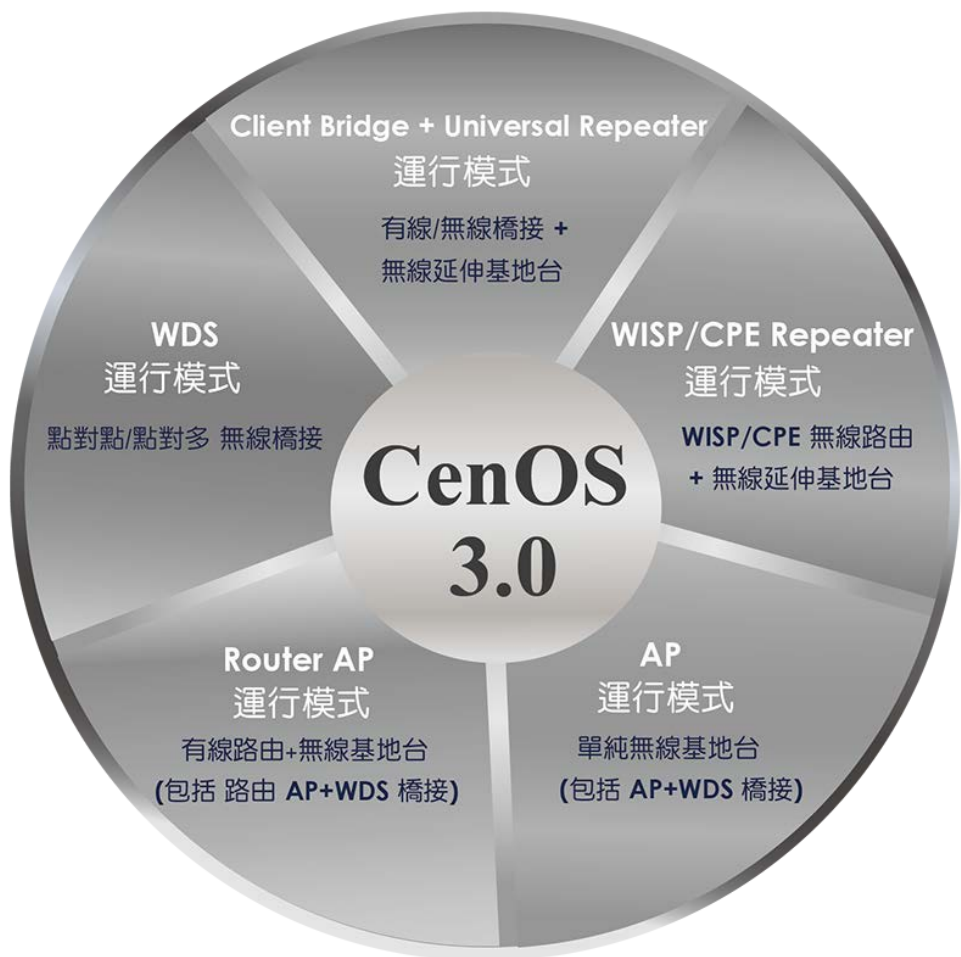 Client Bridge + Universal Repeater
運行模式
有線/無線橋接 +
無線延伸基地台
WDS
運行模式
點對點/點對多 無線橋接
WISP/CPE Repeater
運行模式
WISP/CPE 無線路由
+ 無線延伸基地台
CenOS
3.0
Router AP
運行模式
有線路由+無線基地台
(包括 路由 AP+WDS 橋接)
AP
運行模式
單純無線基地台
(包括 AP+WDS 橋接)